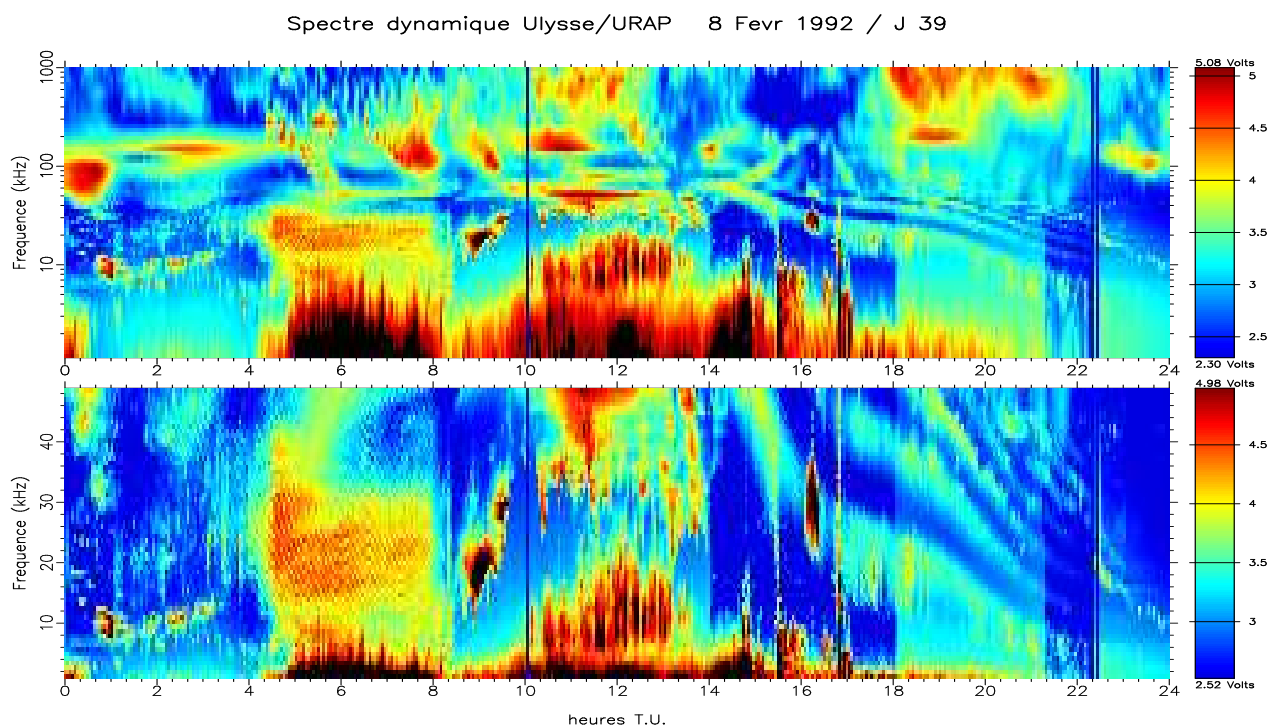 Spectre dynamique Ulysse/URAP 8 Fevr 1992 / J 39
5.08 Volts
5
4.5
4
3.5
3
2.5
2.30 Volts
Frequence (kHz)
1000
100
10
0 2 4 6 8 10 12 14 16 18 20 22 24
4.98 Volts
4.5
4
3.5
3
2.52 Volts
Frequence (kHz)
40
30
20
10
0 2 4 6 8 10 12 14 16 18 20 22 24
heures T.U.